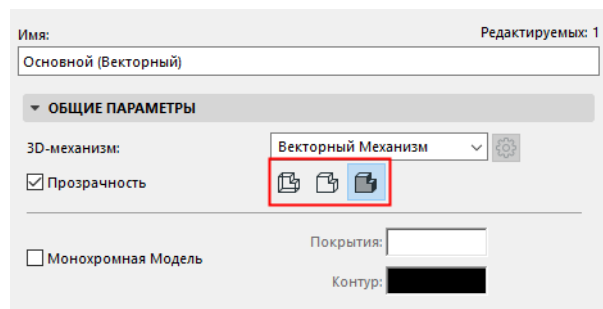 Имя:
Редактируемых: 1
Основной (Векторный)
ОБЩИЕ ПАРАМЕТРЫ
3D-механизм:
Векторный Механизм
Прозрачность
Монохромная Модель
Покрытия:
Контур: